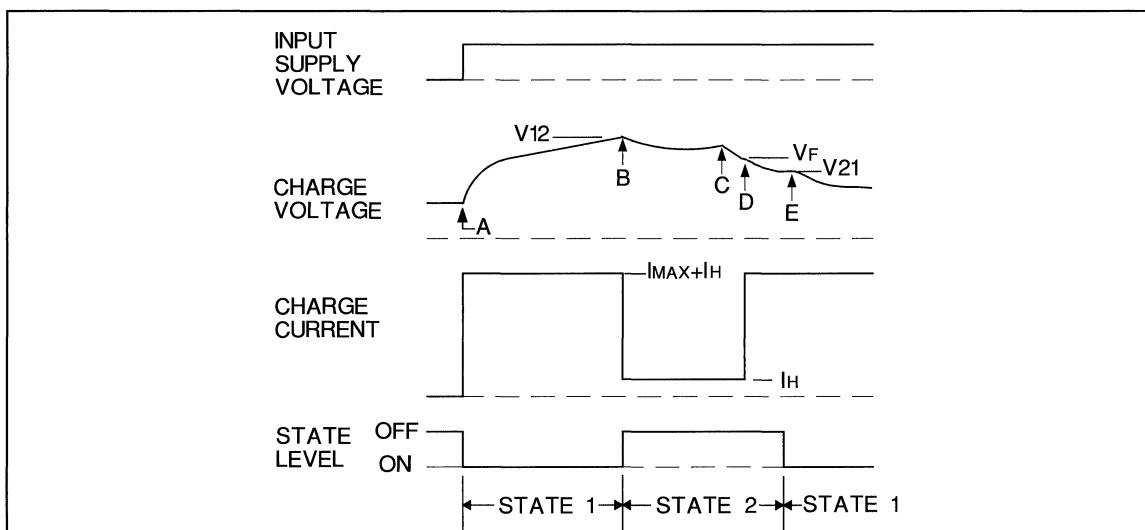 INPUT
SUPPLY
VOLTAGE
V12
VF
V21
B
C
D
E
CHARGE
VOLTAGE
A
IMAX+IH
CHARGE
CURRENT
IH
STATE
LEVEL
OFF
ON
STATE 1
STATE 2
STATE 1